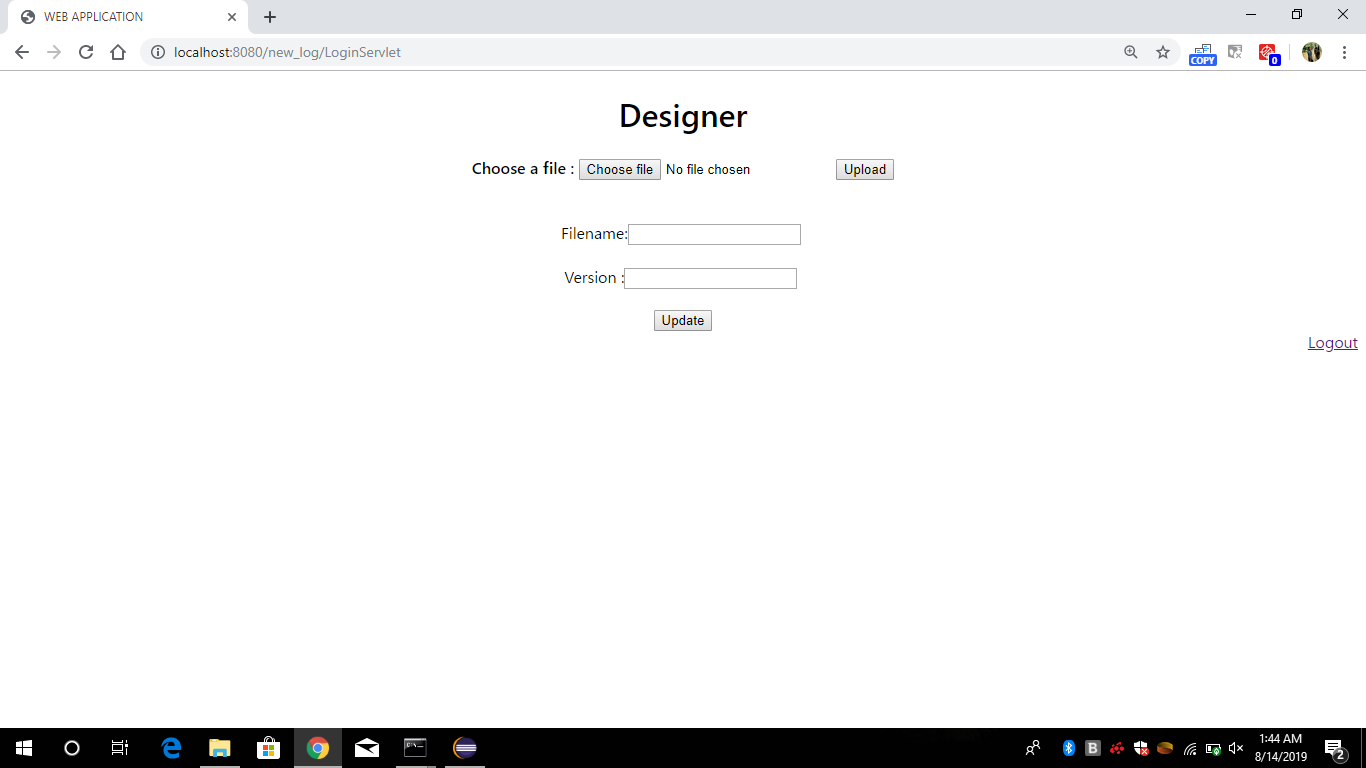 WEB APPLICATION
localhost:8080/new_log/LoginServlet
COPY
0
Designer
Choose a file : Choose file No file chosen Upload
Filename:
Version :
Update
Logout
C:\_
B
1:44 AM
8/14/2019
2